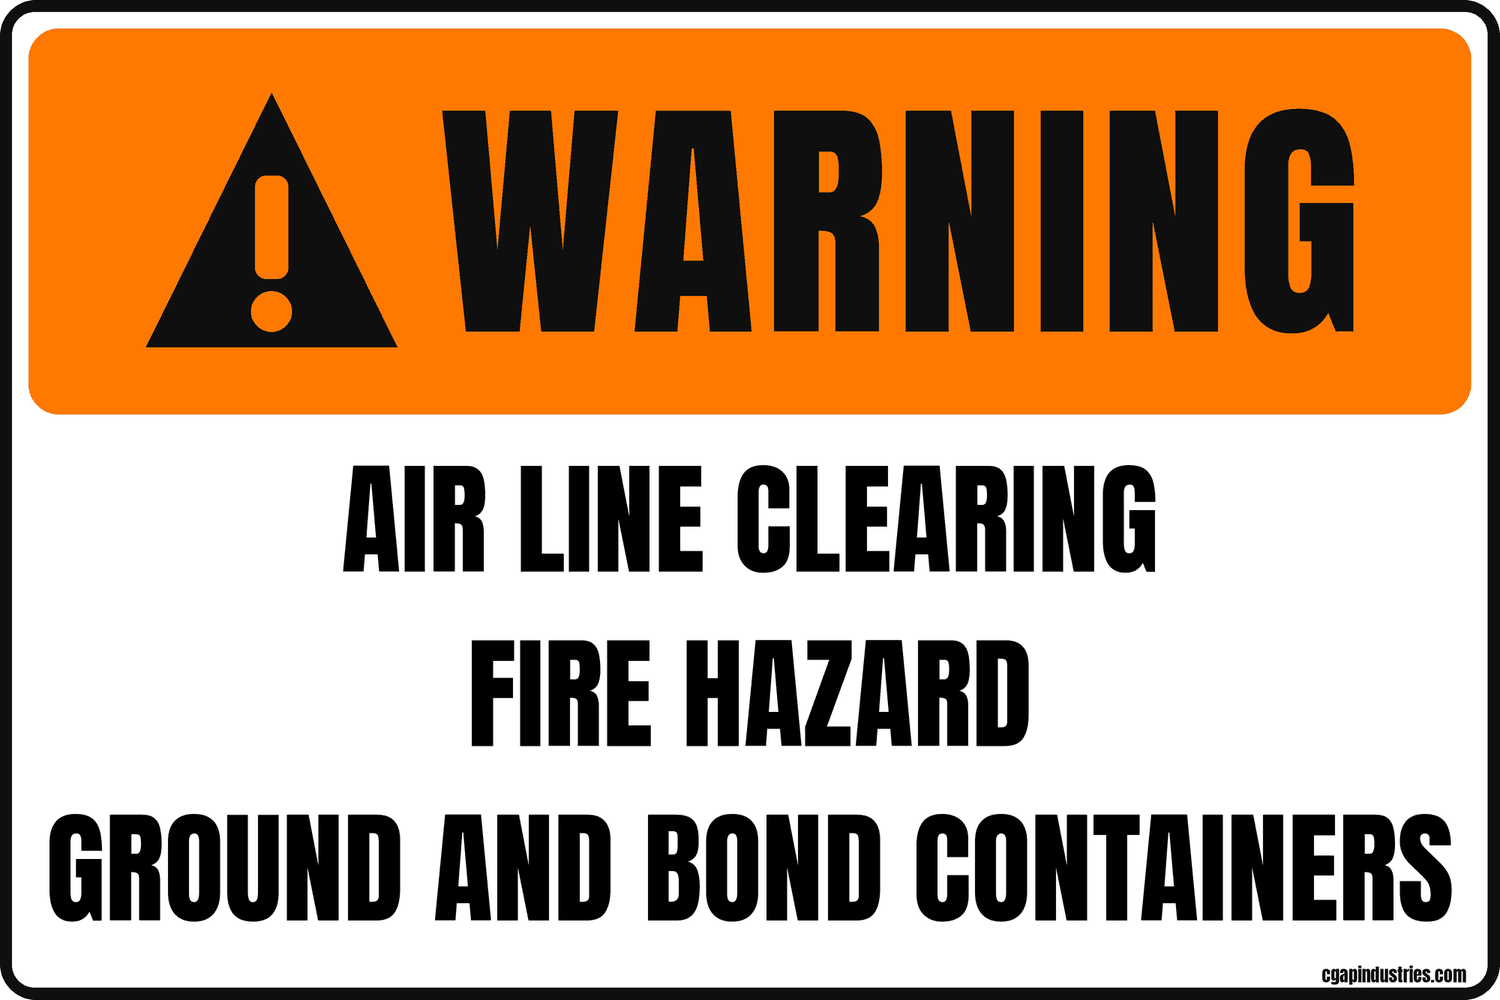 WARNING
AIR LINE CLEARING
FIRE HAZARD
GROUND AND BOND CONTAINERS
cgapindustries.com